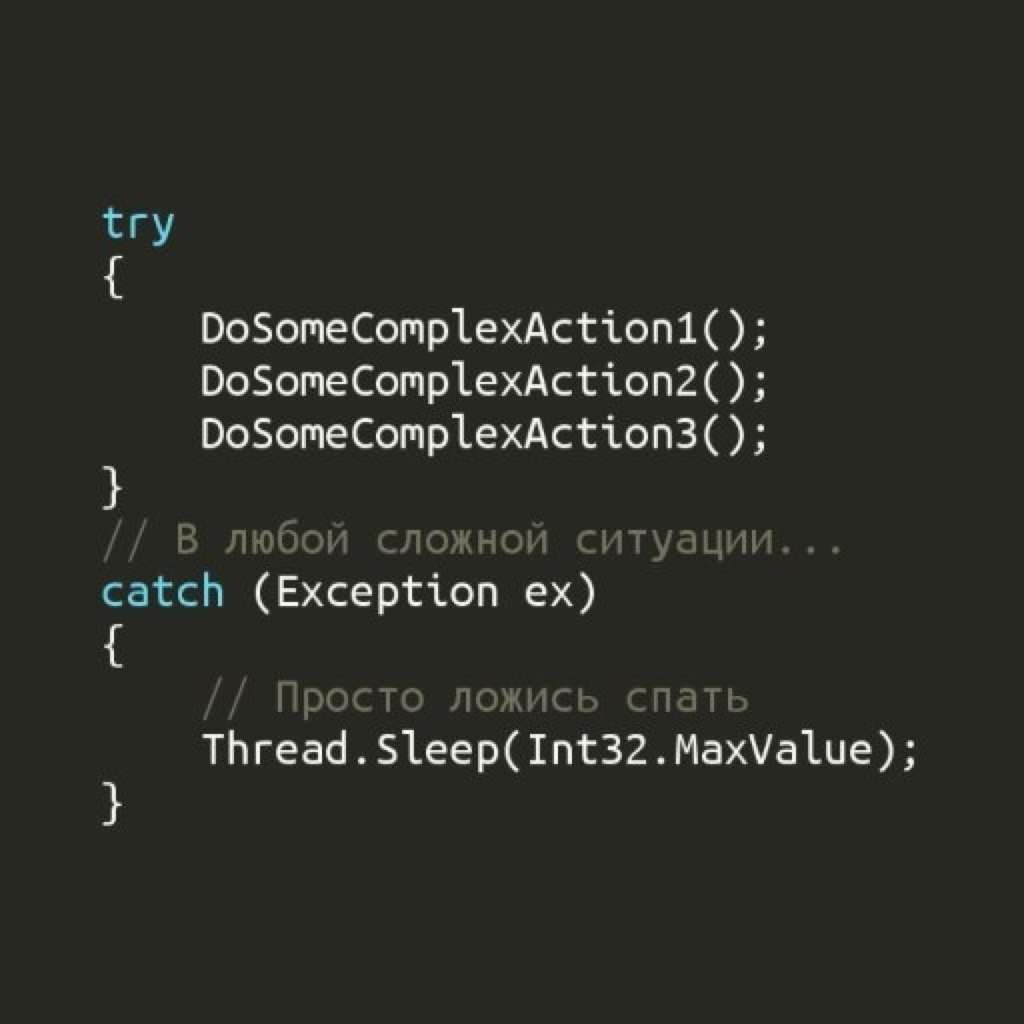 try
{
    DoSomeComplexAction1();
    DoSomeComplexAction2();
    DoSomeComplexAction3();
}
// В любой сложной ситуации...
catch (Exception ex)
{
    // Просто ложись спать
    Thread.Sleep(Int32.MaxValue);
}